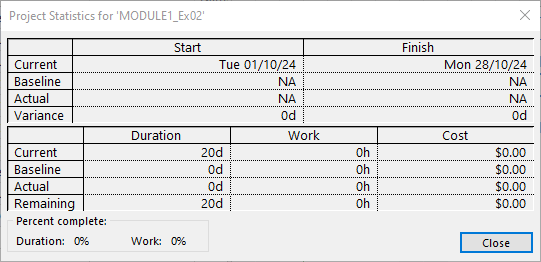 Project Statistics for 'MODULE1_Ex02'
Start Finish
Current Tue 01/10/24 Mon 28/10/24
Baseline NA NA
Actual NA NA
Variance 0d 0d
Duration Work Cost
Current 20d 0h $0.00
Baseline 0d 0h $0.00
Actual 0d 0h $0.00
Remaining 20d 0h $0.00
Percent complete:
Duration: 0% Work: 0%
Close